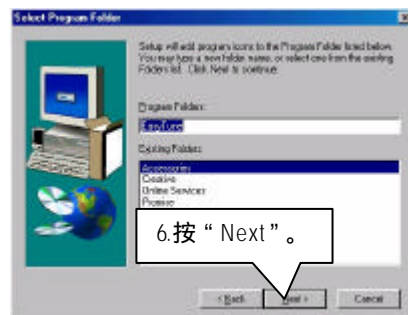 Select Program Folder
Setup will add program icons to the Program Folder listed below.
You may type a new folder name, or select one from the existing
Folders list. Click Next to continue.
Program Folders:
EasyTune
Existing Folders:
Accessories
Creative
Online Services
Promise
6.按“Next”。
< Back
Next >
Cancel